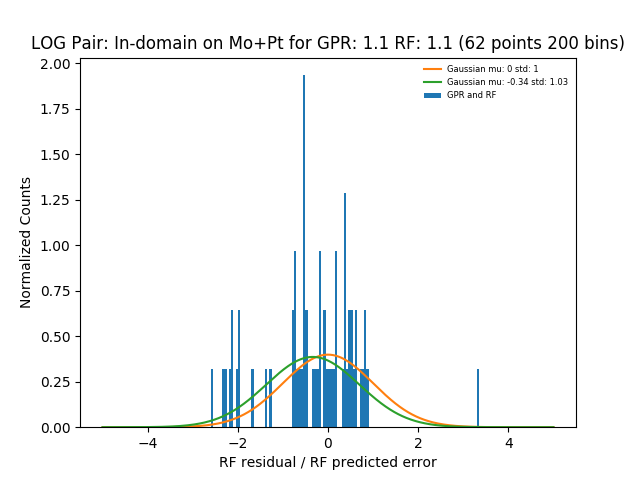 LOG Pair: In-domain on Mo+Pt for GPR: 1.1 RF: 1.1 (62 points 200 bins)
Gaussian mu: 0 std: 1
Gaussian mu: -0.34 std: 1.03
GPR and RF
Normalized Counts
2.00
1.75
1.50
1.25
1.00
0.75
0.50
0.25
0.00
−4
−2
0
2
4
RF residual / RF predicted error